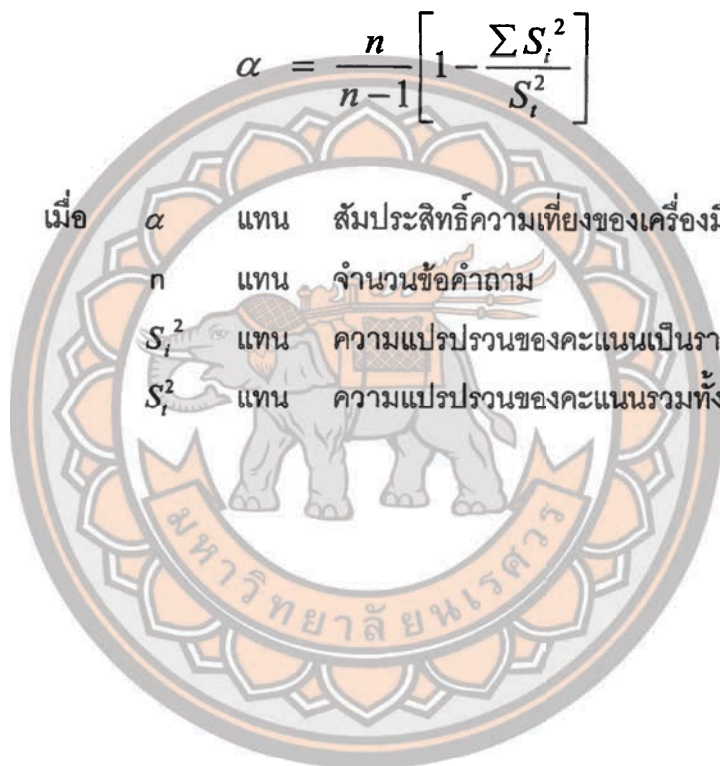 α = n/(n−1) [1 − ΣSᵢ²/Sₜ²]
เมื่อ α แทน สัมประสิทธิ์ความเที่ยงของเครื่องมื
n แทน จำนวนข้อคำถาม
Sᵢ² แทน ความแปรปรวนของคะแนนเป็นรา
Sₜ² แทน ความแปรปรวนของคะแนนรวมทั้ง
มหาวิทยาลัยนเรศวร